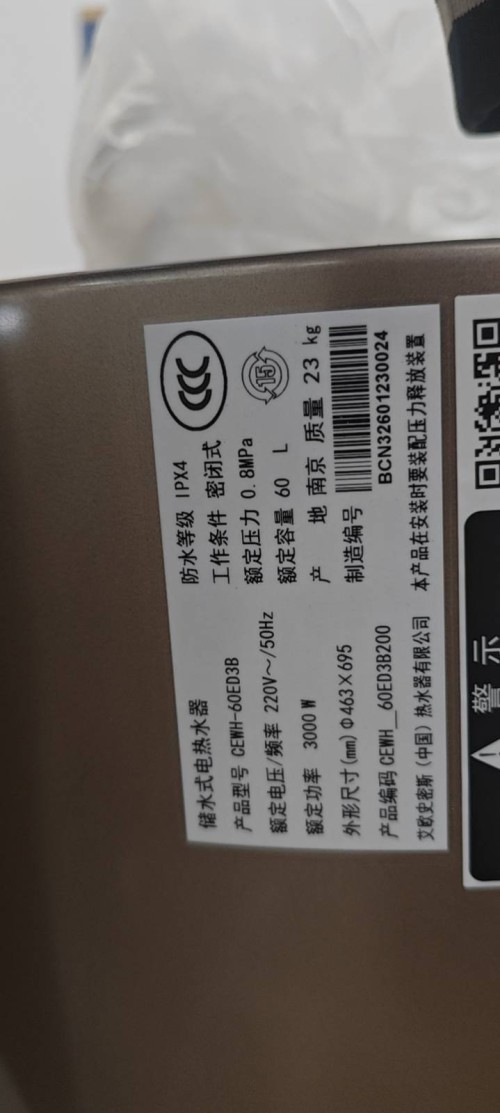 储水式电热水器
防水等级 IPX4
产品型号 CEWH-60ED3B
工作条件 密闭式
额定电压/频率 220V～/50Hz
额定压力 0.8MPa
额定功率 3000 W
额定容量 60 L
外形尺寸(mm)Φ463×695
产 地 南京 质量 23 kg
产品编码 CEWH__60ED3B200
制造编号
BCN32601230024
艾欧史密斯(中国)热水器有限公司 本产品在安装时要装配压力释放装置
CCC
15
警示